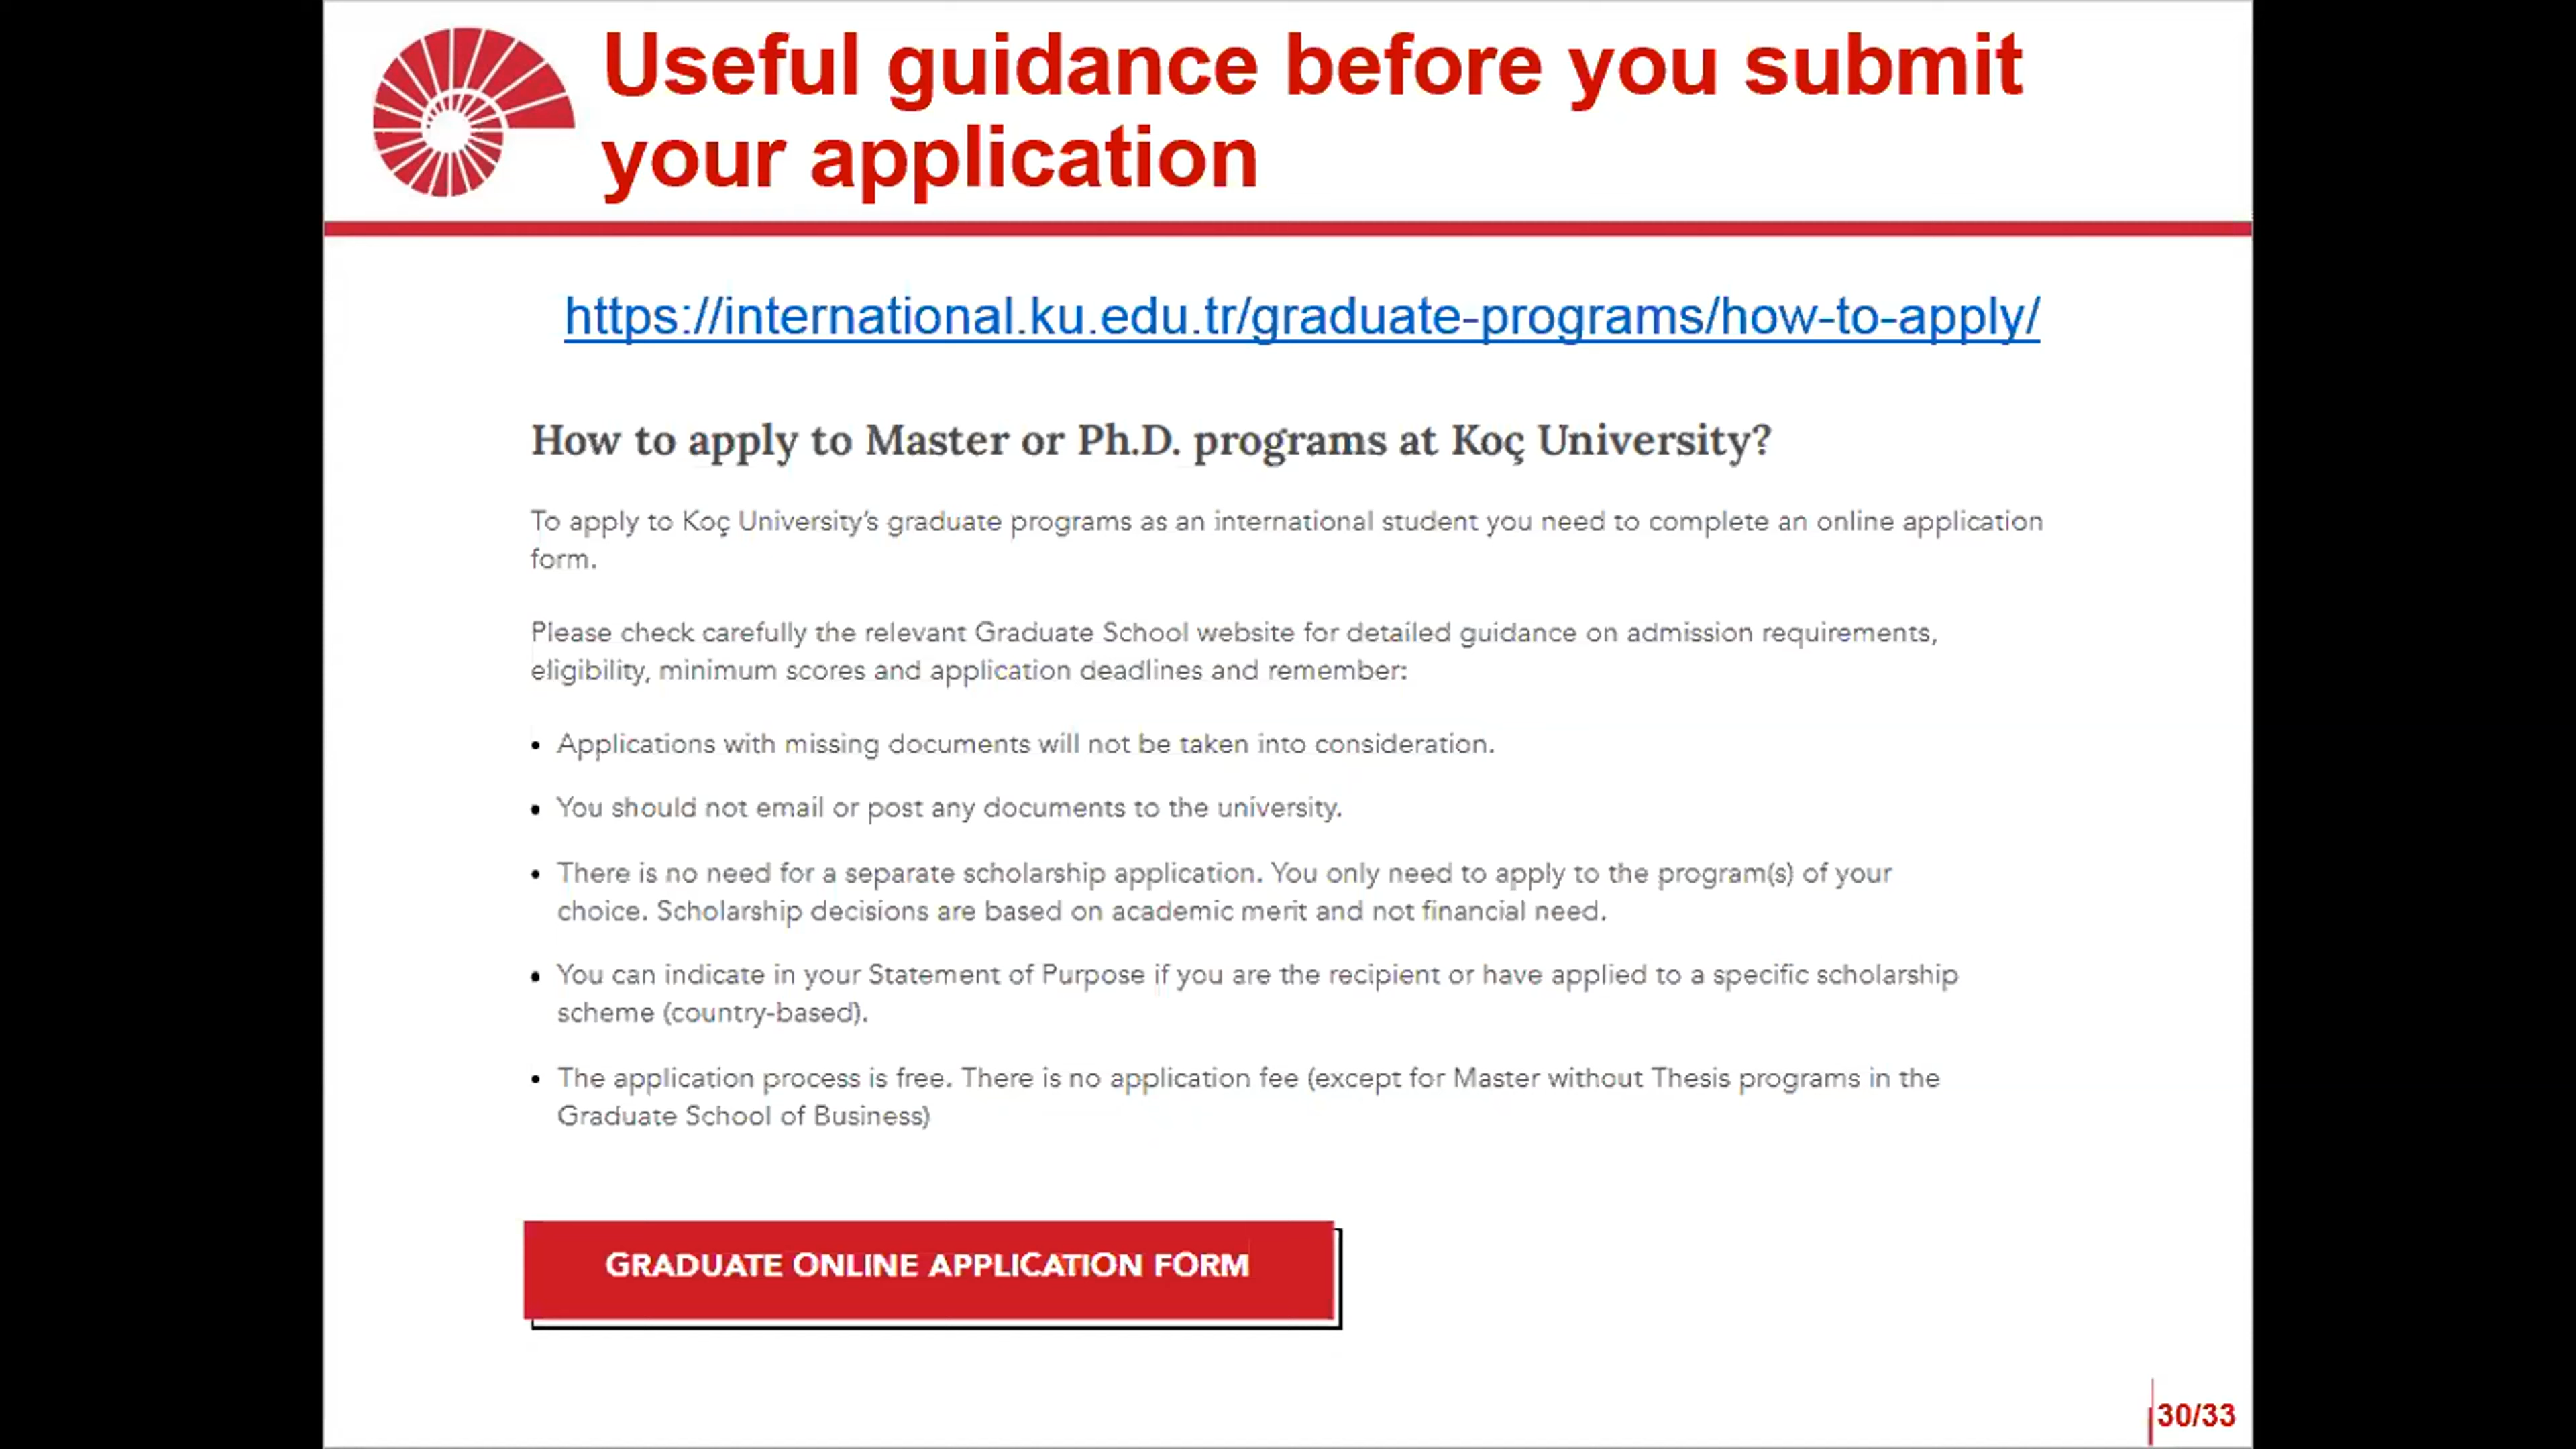 Useful guidance before you submit
your application
https://international.ku.edu.tr/graduate-programs/how-to-apply/
How to apply to Master or Ph.D. programs at Koç University?
To apply to Koç University's graduate programs as an international student you need to complete an online application
form.
Please check carefully the relevant Graduate School website for detailed guidance on admission requirements,
eligibility, minimum scores and application deadlines and remember:
• Applications with missing documents will not be taken into consideration.
• You should not email or post any documents to the university.
• There is no need for a separate scholarship application. You only need to apply to the program(s) of your
choice. Scholarship decisions are based on academic merit and not financial need.
• You can indicate in your Statement of Purpose if you are the recipient or have applied to a specific scholarship
scheme (country-based).
• The application process is free. There is no application fee (except for Master without Thesis programs in the
Graduate School of Business)
GRADUATE ONLINE APPLICATION FORM
30/33